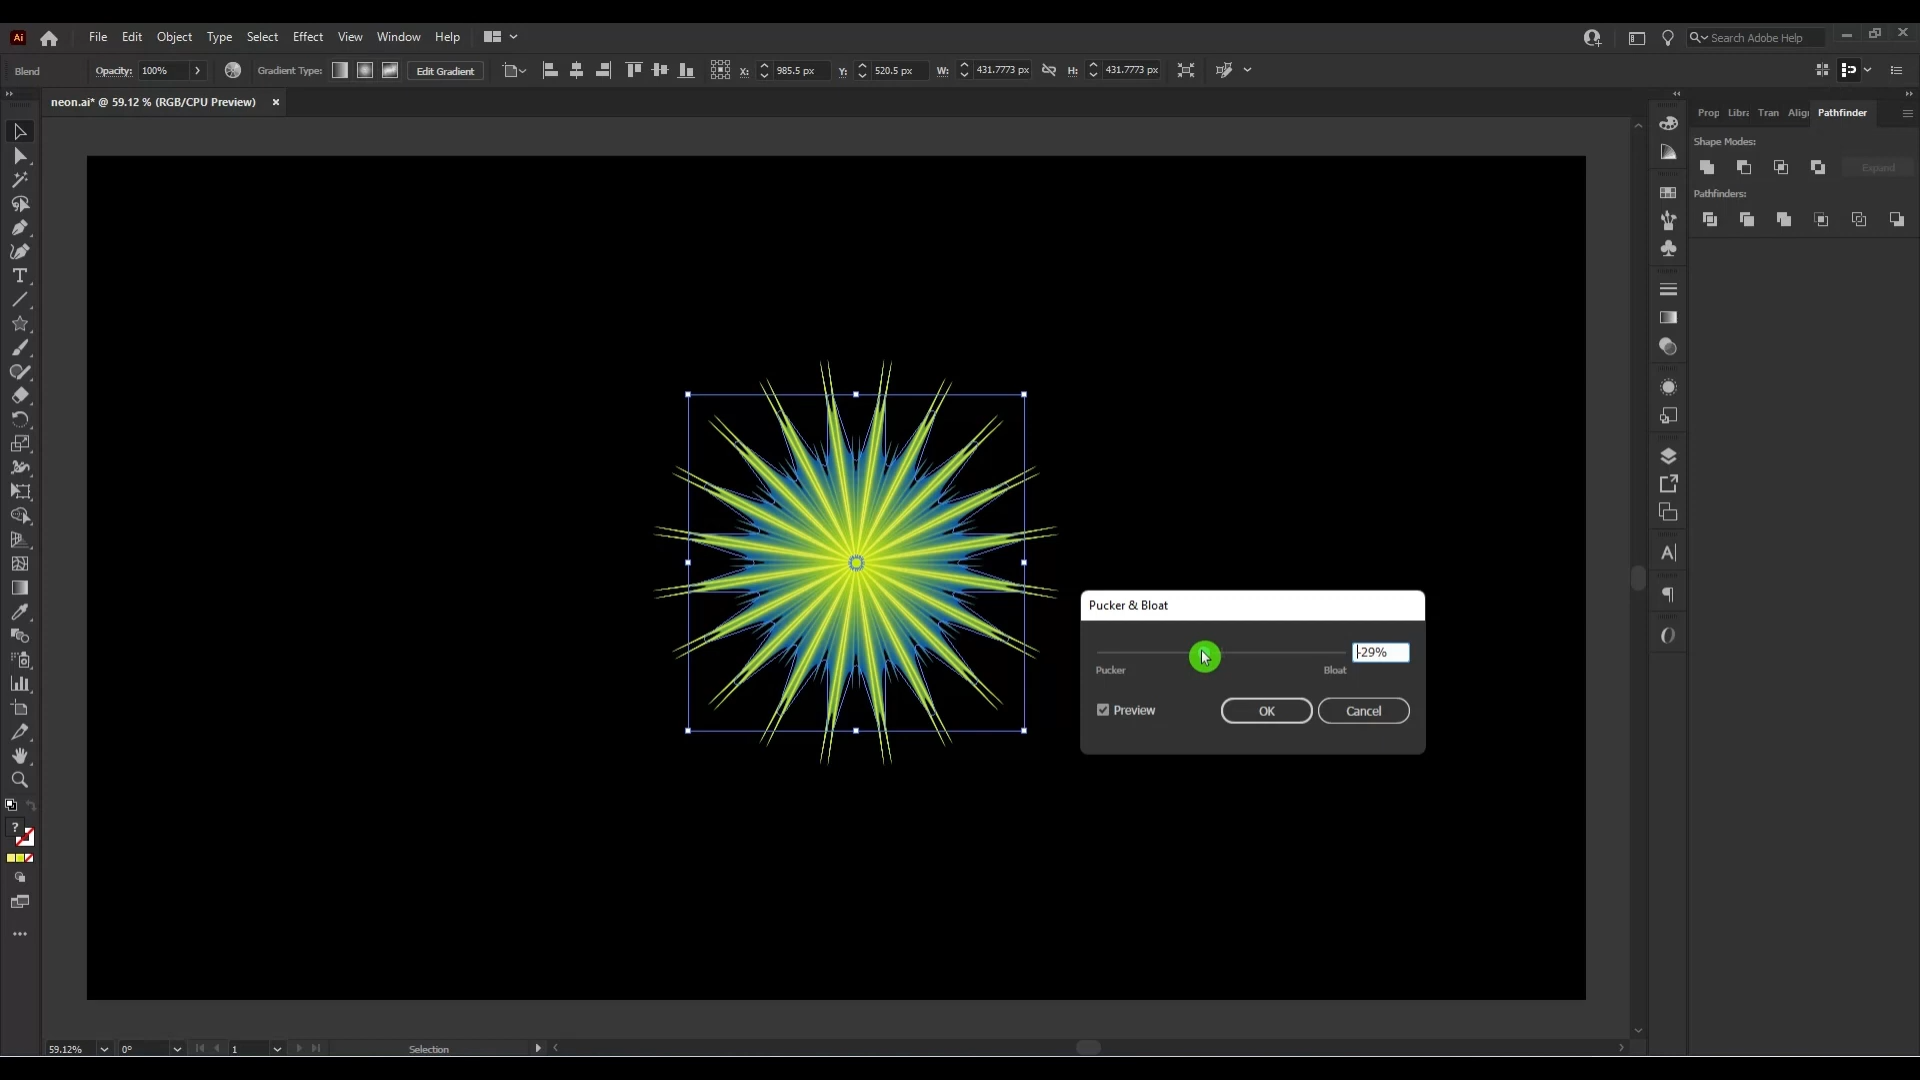 Ai File Edit Object Type Select Effect View Window Help Search Adobe Help
Blend Opacity: 100% Gradient Type: Edit Gradient X: 985.5 px Y: 520.5 px W: 431.7773 px H: 431.7773 px
neon.ai* @ 59.12 % (RGB/CPU Preview) ×
Prop Libra Tran Align Pathfinder
Shape Modes:
Expand
Pathfinders:
Pucker & Bloat
-29%
Pucker Bloat
Preview OK Cancel
?
59.12% 0° 1 Selection